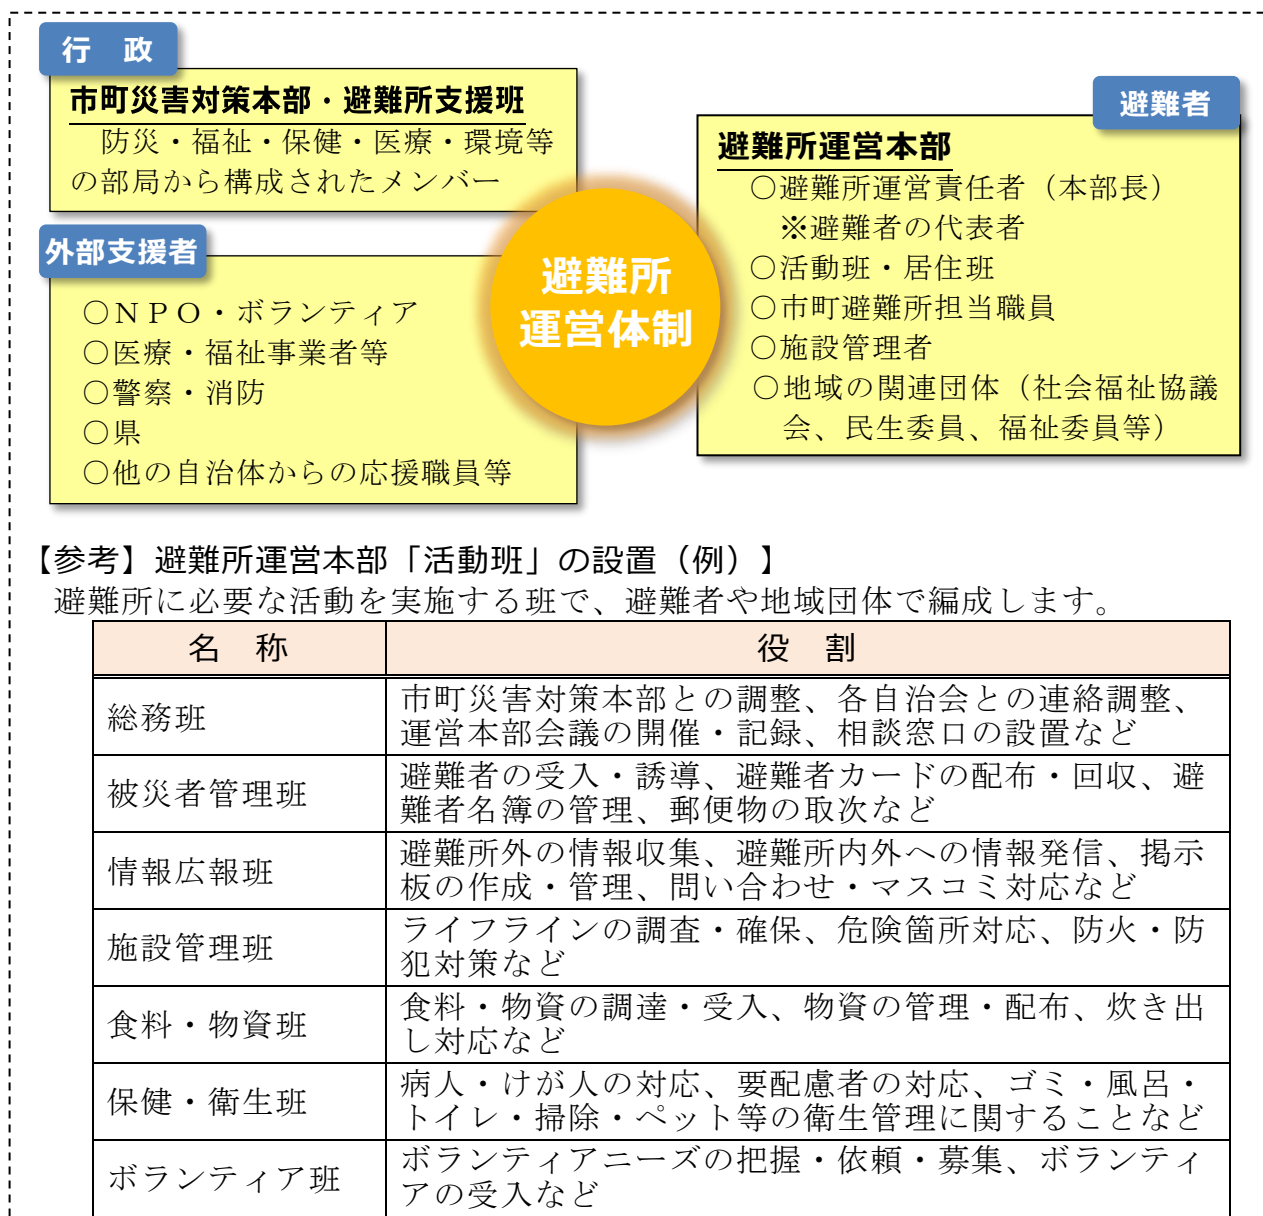 行　政
市町災害対策本部・避難所支援班
防災・福祉・保健・医療・環境等
の部局から構成されたメンバー
外部支援者
○ＮＰＯ・ボランティア
○医療・福祉事業者等
○警察・消防
○県
○他の自治体からの応援職員等
避難所
運営体制
避難者
避難所運営本部
○避難所運営責任者（本部長）
※避難者の代表者
○活動班・居住班
○市町避難所担当職員
○施設管理者
○地域の関連団体（社会福祉協議
会、民生委員、福祉委員等）
【参考】避難所運営本部「活動班」の設置（例）】
避難所に必要な活動を実施する班で、避難者や地域団体で編成します。
名　称
役　割
総務班
市町災害対策本部との調整、各自治会との連絡調整、
運営本部会議の開催・記録、相談窓口の設置など
被災者管理班
避難者の受入・誘導、避難者カードの配布・回収、避
難者名簿の管理、郵便物の取次など
情報広報班
避難所外の情報収集、避難所内外への情報発信、掲示
板の作成・管理、問い合わせ・マスコミ対応など
施設管理班
ライフラインの調査・確保、危険箇所対応、防火・防
犯対策など
食料・物資班
食料・物資の調達・受入、物資の管理・配布、炊き出
し対応など
保健・衛生班
病人・けが人の対応、要配慮者の対応、ゴミ・風呂・
トイレ・掃除・ペット等の衛生管理に関することなど
ボランティア班
ボランティアニーズの把握・依頼・募集、ボランティ
アの受入など